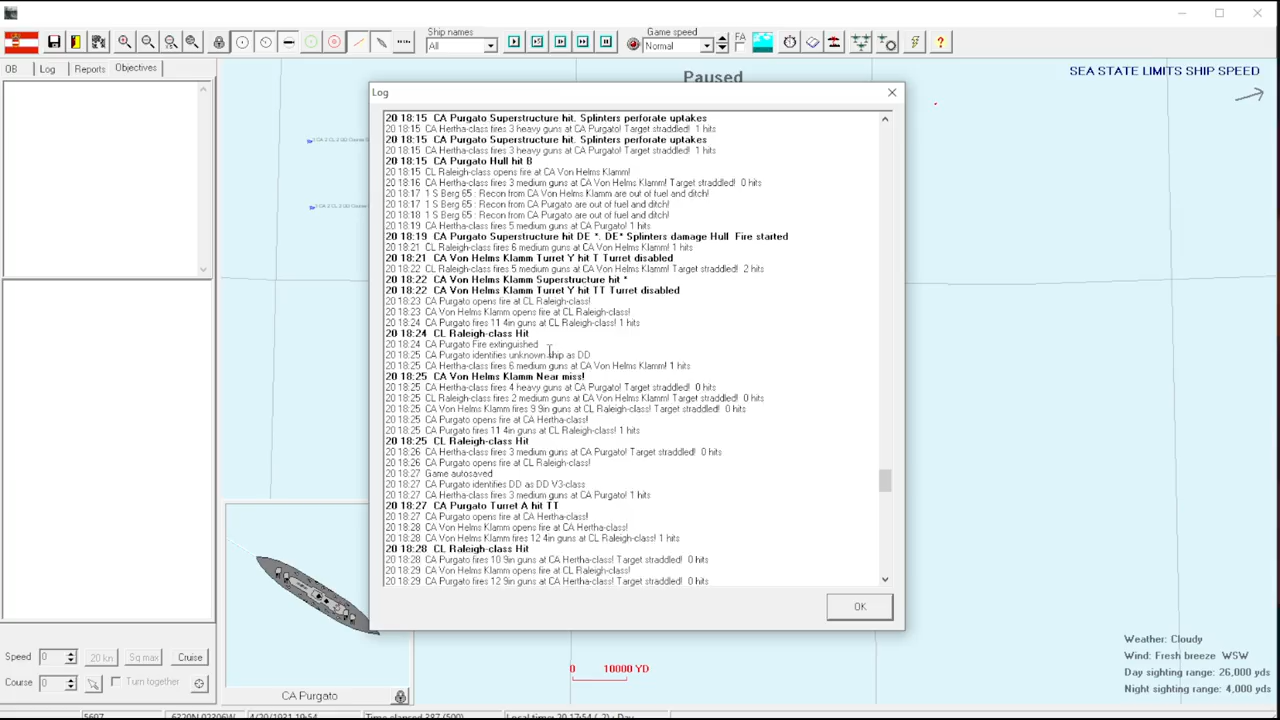 Ship names
All
Game speed
Normal
FA
OB
Log
Reports
Objectives
Paused
SEA STATE LIMITS SHIP SPEED
Log
20 18:15 CA Purgato Superstructure hit. Splinters perforate uptakes
20 18:15 CA Hertha-class fires 3 heavy guns at CA Purgato! Target straddled! 1 hits
20 18:15 CA Purgato Superstructure hit. Splinters perforate uptakes
20 18:15 CA Hertha-class fires 3 heavy guns at CA Purgato! Target straddled! 1 hits
20 18:15 CA Purgato Hull hit B
20 18:15 CL Raleigh-class opens fire at CA Von Helms Klamm!
20 18:16 CA Hertha-class fires 3 medium guns at CA Von Helms Klamm! Target straddled! 0 hits
20 18:17 1 S Berg 65 : Recon from CA Von Helms Klamm are out of fuel and ditch!
20 18:17 1 S Berg 65 : Recon from CA Purgato are out of fuel and ditch!
20 18:18 1 S Berg 65 : Recon from CA Purgato are out of fuel and ditch!
20 18:19 CA Hertha-class fires 5 medium guns at CA Purgato! 1 hits
20 18:19 CA Purgato Superstructure hit DE *. DE* Splinters damage Hull Fire started
20 18:21 CL Raleigh-class fires 6 medium guns at CA Von Helms Klamm! 1 hits
20 18:21 CA Von Helms Klamm Turret Y hit T Turret disabled
20 18:22 CL Raleigh-class fires 5 medium guns at CA Von Helms Klamm! Target straddled! 2 hits
20 18:22 CA Von Helms Klamm Superstructure hit *
20 18:22 CA Von Helms Klamm Turret Y hit TT Turret disabled
20 18:23 CA Purgato opens fire at CL Raleigh-class!
20 18:23 CA Von Helms Klamm opens fire at CL Raleigh-class!
20 18:24 CA Purgato fires 11 4in guns at CL Raleigh-class! 1 hits
20 18:24 CL Raleigh-class Hit
20 18:24 CA Purgato Fire extinguished
20 18:25 CA Purgato identifies unknown ship as DD
20 18:25 CA Hertha-class fires 6 medium guns at CA Von Helms Klamm! 1 hits
20 18:25 CA Von Helms Klamm Near miss!
20 18:25 CA Hertha-class fires 4 heavy guns at CA Purgato! Target straddled! 0 hits
20 18:25 CL Raleigh-class fires 2 medium guns at CA Von Helms Klamm! Target straddled! 0 hits
20 18:25 CA Von Helms Klamm fires 9 9in guns at CL Raleigh-class! Target straddled! 0 hits
20 18:25 CA Purgato opens fire at CA Hertha-class!
20 18:25 CA Purgato fires 11 4in guns at CL Raleigh-class! 1 hits
20 18:25 CL Raleigh-class Hit
20 18:26 CA Hertha-class fires 3 medium guns at CA Purgato! Target straddled! 0 hits
20 18:26 CA Purgato opens fire at CL Raleigh-class!
20 18:27 Game autosaved
20 18:27 CA Purgato identifies DD as DD V3-class
20 18:27 CA Hertha-class fires 3 medium guns at CA Purgato! 1 hits
20 18:27 CA Purgato Turret A hit TT
20 18:28 CA Purgato opens fire at CA Hertha-class!
20 18:28 CA Von Helms Klamm opens fire at CA Hertha-class!
20 18:28 CA Von Helms Klamm fires 12 4in guns at CL Raleigh-class! 1 hits
20 18:28 CL Raleigh-class Hit
20 18:28 CA Purgato fires 10 9in guns at CA Hertha-class! Target straddled! 0 hits
20 18:29 CA Von Helms Klamm opens fire at CL Raleigh-class!
20 18:29 CA Purgato fires 12 9in guns at CA Hertha-class! Target straddled! 0 hits
OK
Speed 0 20 kn Sq max Cruise
Course 0 Turn together
CA Purgato
0 10000 YD
Weather: Cloudy
Wind: Fresh breeze WSW
Day sighting range: 26,000 yds
Night sighting range: 4,000 yds